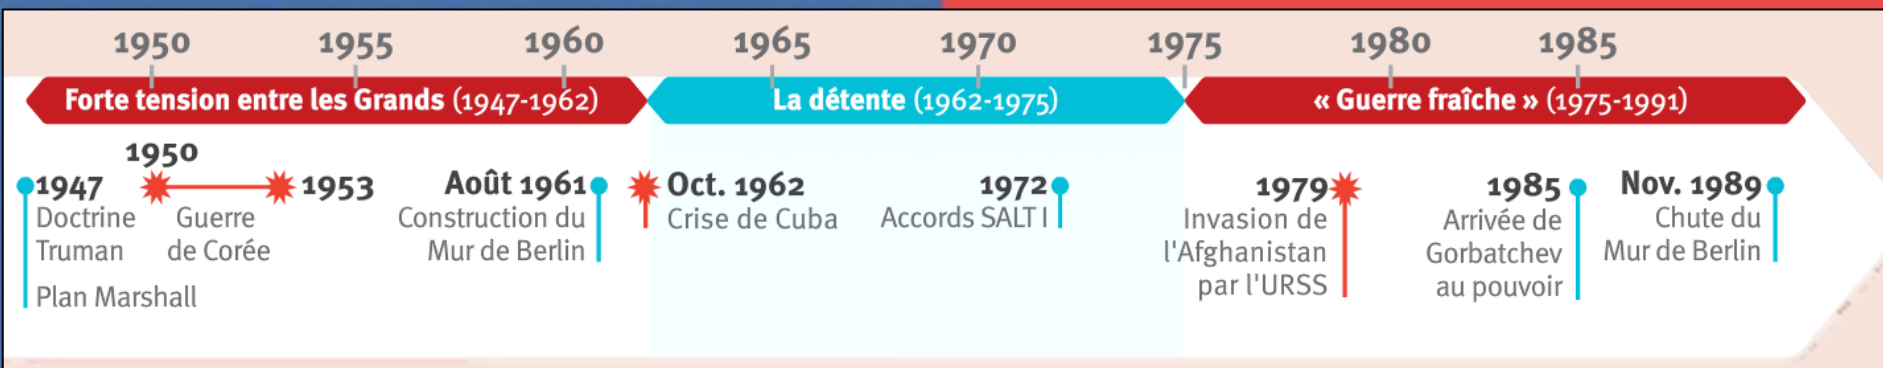 1950 1955 1960 1965 1970 1975 1980 1985
Forte tension entre les Grands (1947-1962)
La détente (1962-1975)
« Guerre fraîche » (1975-1991)
1947
Doctrine
Truman
Plan Marshall
1950
1953
Guerre
de Corée
Août 1961
Construction du
Mur de Berlin
Oct. 1962
Crise de Cuba
1972
Accords SALT I
1979
Invasion de
l'Afghanistan
par l'URSS
1985
Arrivée de
Gorbatchev
au pouvoir
Nov. 1989
Chute du
Mur de Berlin